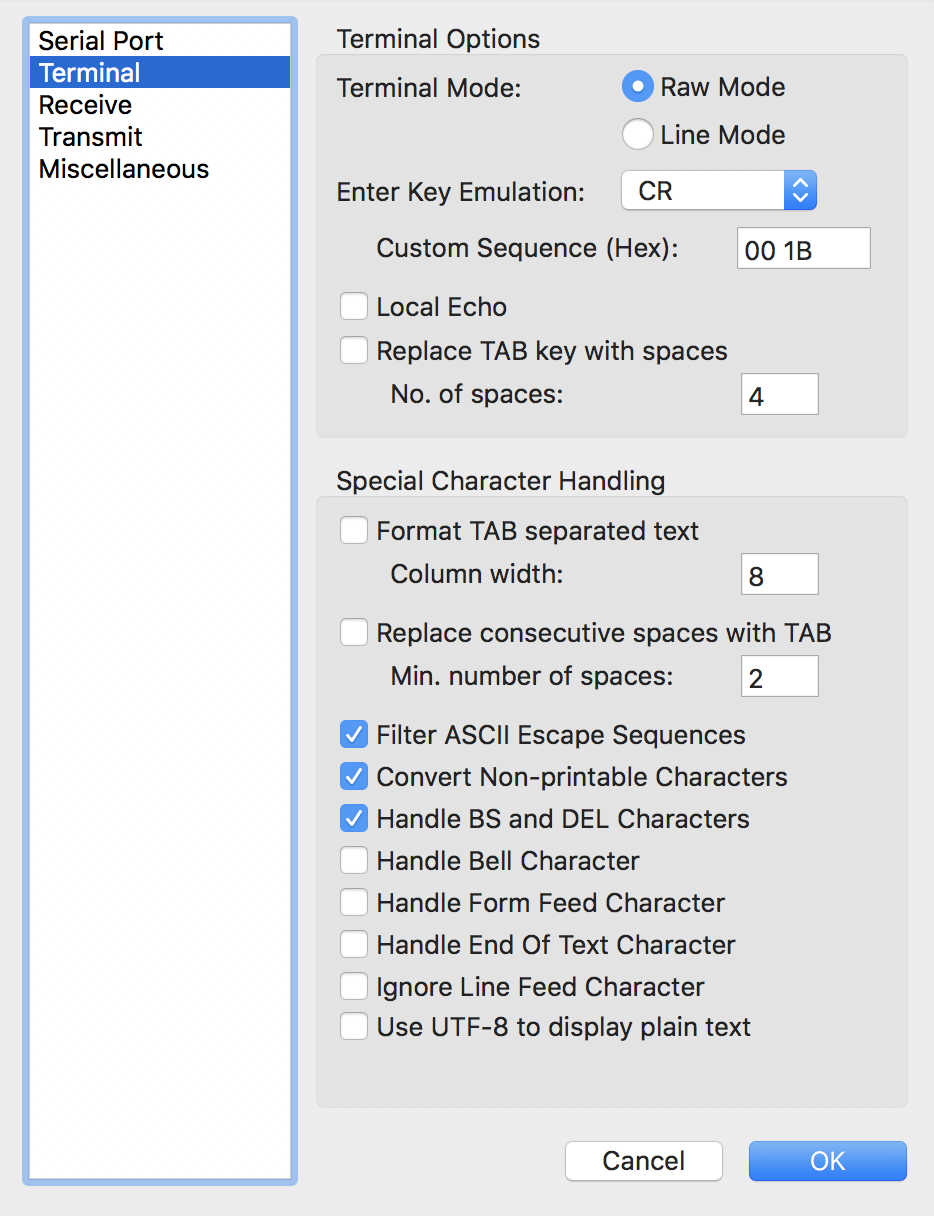 Serial Port
Terminal
Receive
Transmit
Miscellaneous
Terminal Options
Terminal Mode:
Raw Mode
Line Mode
Enter Key Emulation:
CR
Custom Sequence (Hex):
00 1B
Local Echo
Replace TAB key with spaces
No. of spaces:
4
Special Character Handling
Format TAB separated text
Column width:
8
Replace consecutive spaces with TAB
Min. number of spaces:
2
Filter ASCII Escape Sequences
Convert Non-printable Characters
Handle BS and DEL Characters
Handle Bell Character
Handle Form Feed Character
Handle End Of Text Character
Ignore Line Feed Character
Use UTF-8 to display plain text
Cancel
OK